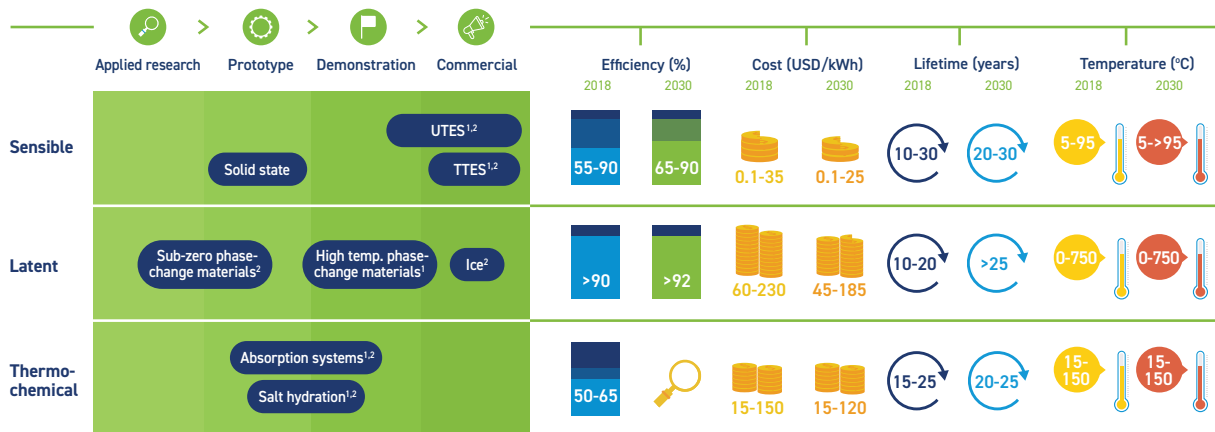 Applied research
Prototype
Demonstration
Commercial
Efficiency (%)
Cost (USD/kWh)
Lifetime (years)
Temperature (°C)
2018
2030
2018
2030
2018
2030
2018
2030
Sensible
UTES¹,²
Solid state
TTES¹,²
55-90
65-90
0.1-35
0.1-25
10-30
20-30
5-95
5->95
Latent
Sub-zero phase-
change materials²
High temp. phase-
change materials¹
Ice²
>90
>92
60-230
45-185
10-20
>25
0-750
0-750
Thermo-
chemical
Absorption systems¹,²
Salt hydration¹,²
50-65
15-150
15-120
15-25
20-25
15-
150
15-
150